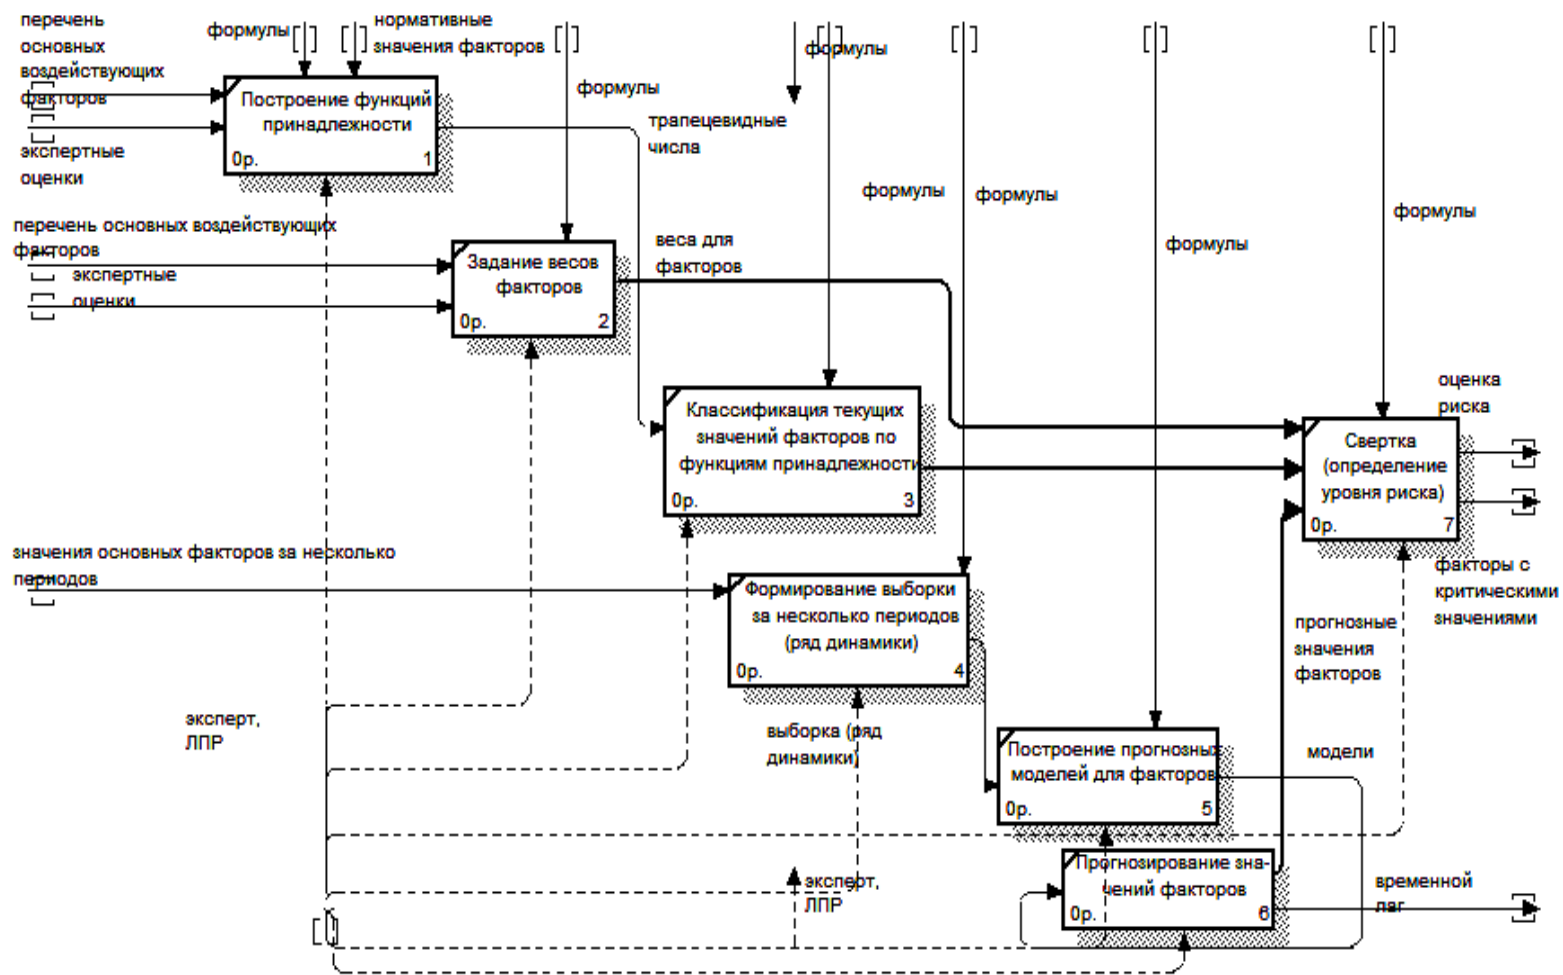 перечень
основных
воздействующих
факторов
формулы
нормативные
значения факторов
формулы
формулы
Построение функций
принадлежности
0р. 1
экспертные
оценки
трапецевидные
числа
формулы
формулы
формулы
формулы
перечень основных воздействующих
факторов
экспертные
оценки
Задание весов
факторов
0р. 2
веса для
факторов
Классификация текущих
значений факторов по
функциям принадлежности
0р. 3
оценка
риска
Свертка
(определение
уровня риска)
0р. 7
факторы с
критическими
значениями
значения основных факторов за несколько
периодов
Формирование выборки
за несколько периодов
(ряд динамики)
0р. 4
прогнозные
значения
факторов
эксперт,
ЛПР
выборка (ряд
динамики)
Построение прогнозных
моделей для факторов
0р. 5
модели
эксперт,
ЛПР
Прогнозирование зна-
чений факторов
0р. 6
временной
лаг